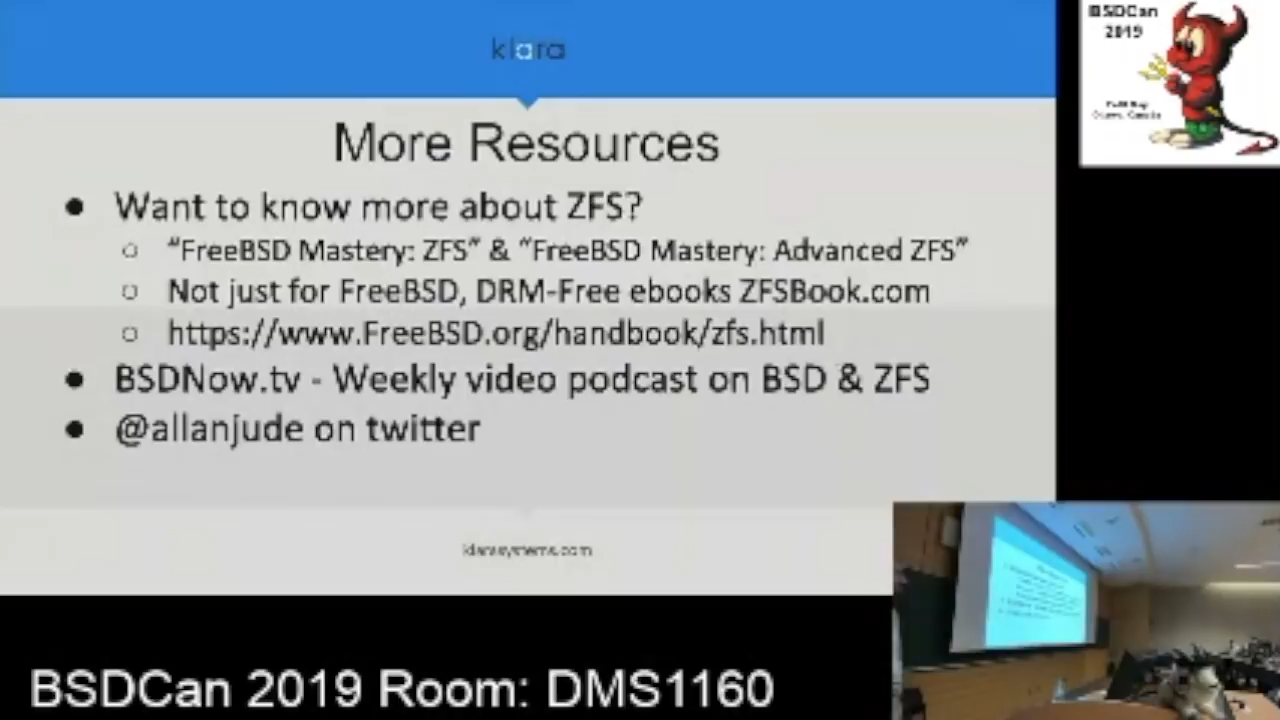 klara
BSDCan
2019
More Resources
● Want to know more about ZFS?
○ “FreeBSD Mastery: ZFS” & “FreeBSD Mastery: Advanced ZFS”
○ Not just for FreeBSD, DRM-Free ebooks ZFSBook.com
○ https://www.FreeBSD.org/handbook/zfs.html
● BSDNow.tv - Weekly video podcast on BSD & ZFS
● @allanjude on twitter
klarasystems.com
BSDCan 2019 Room: DMS1160